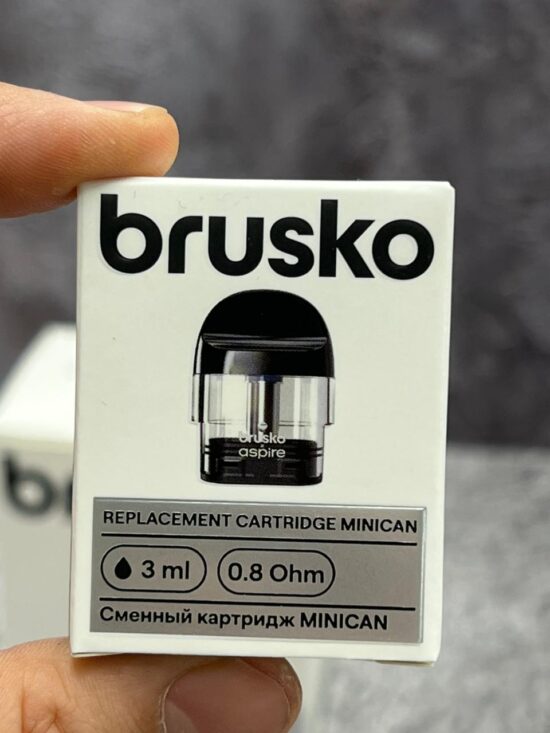 brusko
brusko
aspire
REPLACEMENT CARTRIDGE MINICAN
3 ml
0.8 Ohm
Сменный картридж MINICAN